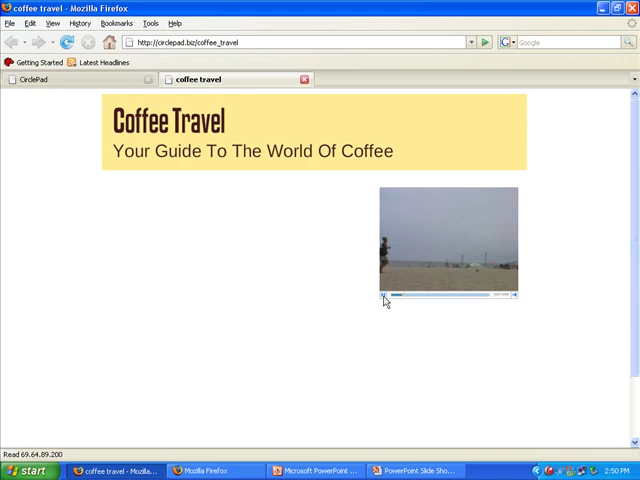 coffee travel - Mozilla Firefox
File Edit View History Bookmarks Tools Help
http://circlepad.biz/coffee_travel
Google
Getting Started Latest Headlines
CirclePad coffee travel
Coffee Travel
Your Guide To The World Of Coffee
Read 69.64.89.200
start coffee travel - Mozilla... Mozilla Firefox Microsoft PowerPoint ... PowerPoint Slide Sho... 2:50 PM